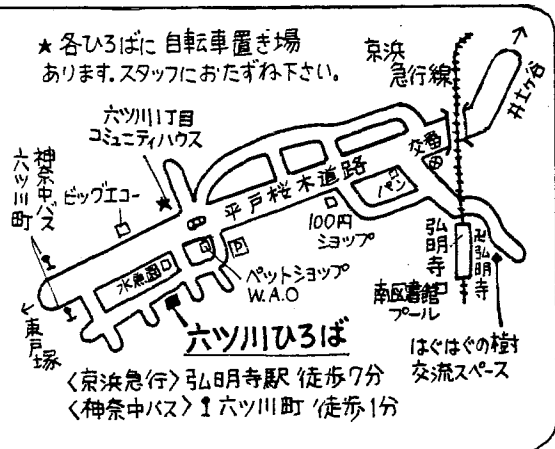 ★各ひろばに自転車置き場
あります。スタッフにおたずね下さい。
京浜
急行線
井土ヶ谷
六ツ川1丁目
コミュニティハウス
交番
神奈中バス
六ツ川町
ビッグエコー
平戸桜木道路
パン
100円
ショップ
弘明寺
卍弘明寺
水魚園
P
ペットショップ
W.A.O
南図書館
プール
←東戸塚
六ツ川ひろば
はぐはぐの樹
交流スペース
〈京浜急行〉弘明寺駅 徒歩7分
〈神奈中バス〉六ツ川町 徒歩1分